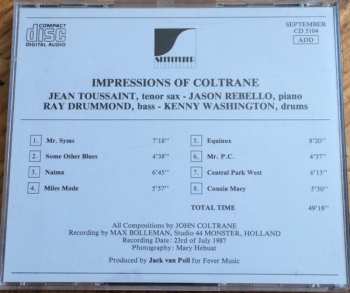 COMPACT
disc
DIGITAL AUDIO
SEPTEMBER
CD 5104
ADD
IMPRESSIONS OF COLTRANE
JEAN TOUSSAINT, tenor sax - JASON REBELLO, piano
RAY DRUMMOND, bass - KENNY WASHINGTON, drums
1 Mr. Syms 7'18''
2 Some Other Blues 4'38''
3 Naima 6'45''
4 Miles Mode 5'57''
5 Equinox 8'20''
6 Mr. P.C. 4'37''
7 Central Park West 6'13''
8 Cousin Mary 5'30''
TOTAL TIME 49'18''
All Compositions by JOHN COLTRANE
Recording by MAX BOLLEMAN, Studio 44 MONSTER, HOLLAND
Recording Date: 23rd of July 1987
Photography: Mary Hehuat
Produced by Jack van Poll for Fever Music